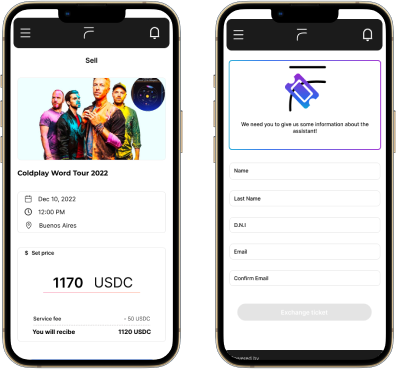 Sell
Coldplay Word Tour 2022
Dec 10, 2022
12:00 PM
Buenos Aires
$ Set price
1170 USDC
Service fee - 50 USDC
You will recibe 1120 USDC
We need you to give us some information about the
assistant!
Name
Last Name
D.N.I
Email
Confirm Email
Exchange ticket
Powered by